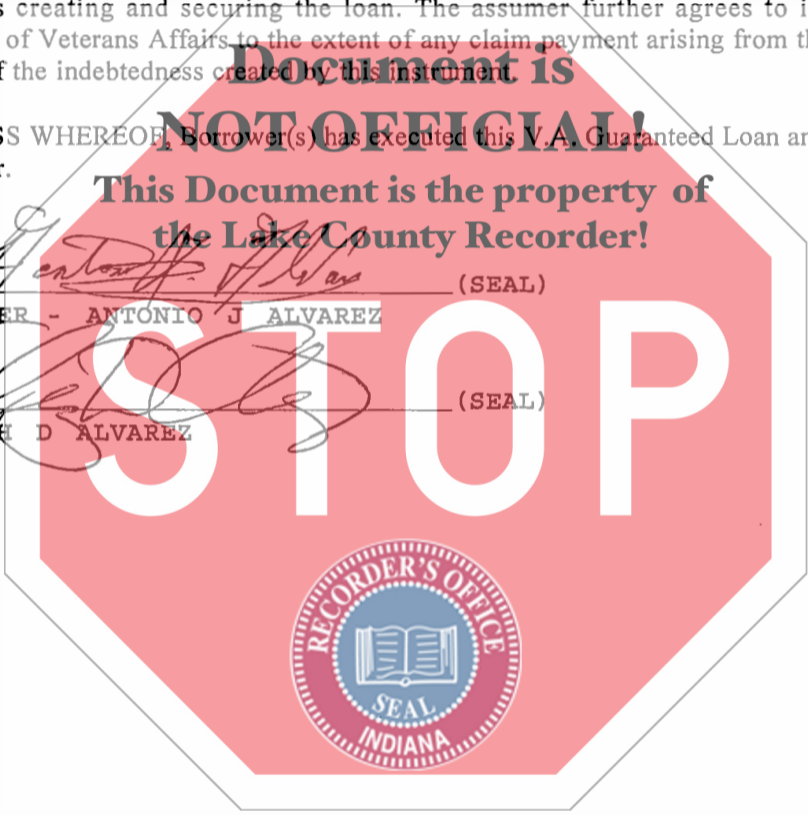 s creating and securing the loan. The assumer further agrees to i
of Veterans Affairs to the extent of any claim payment arising from th
f the indebtedness created by this instrument.
Document is
NOT OFFICIAL!
SS WHEREOF, Borrower(s) has executed this V.A. Guaranteed Loan an
r.
This Document is the property of
the Lake County Recorder!
Antonio J. Alvarez (SEAL)
ER - ANTONIO J ALVAREZ
STOP
(SEAL)
H D ALVAREZ
RECORDER'S OFFICE
SEAL
INDIANA